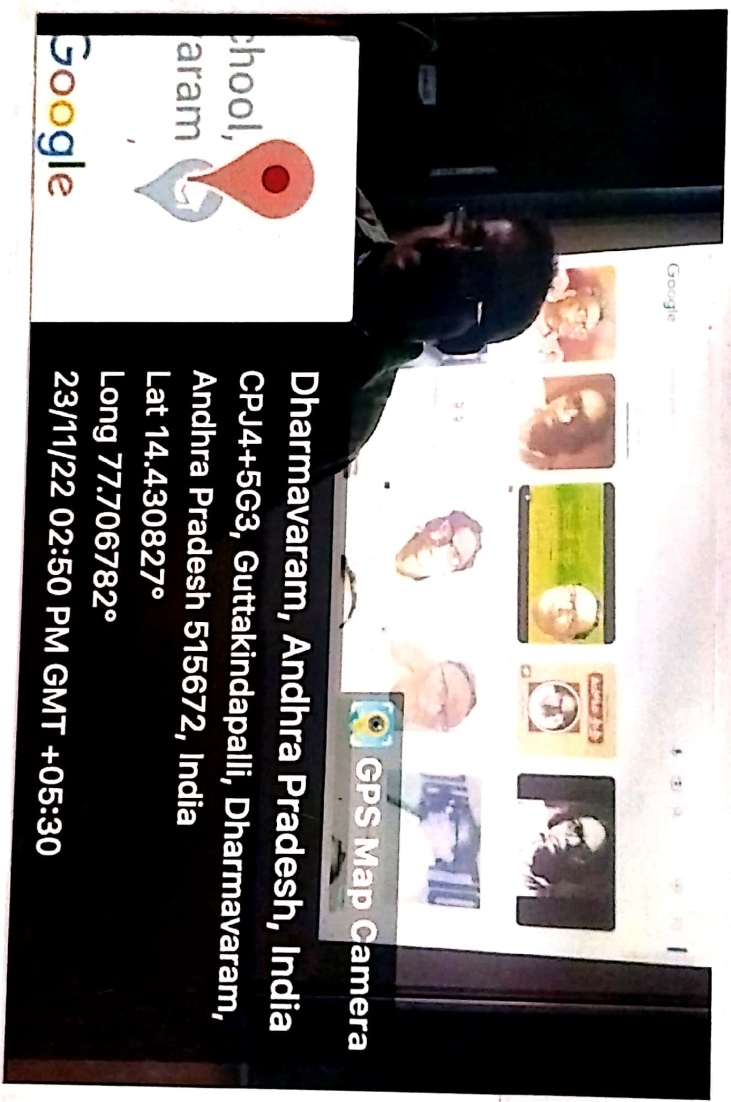 Google
GPS Map Camera
chool,
aram
Google
Dharmavaram, Andhra Pradesh, India
CPJ4+5G3, Guttakindapalli, Dharmavaram,
Andhra Pradesh 515672, India
Lat 14.430827°
Long 77.706782°
23/11/22 02:50 PM GMT +05:30